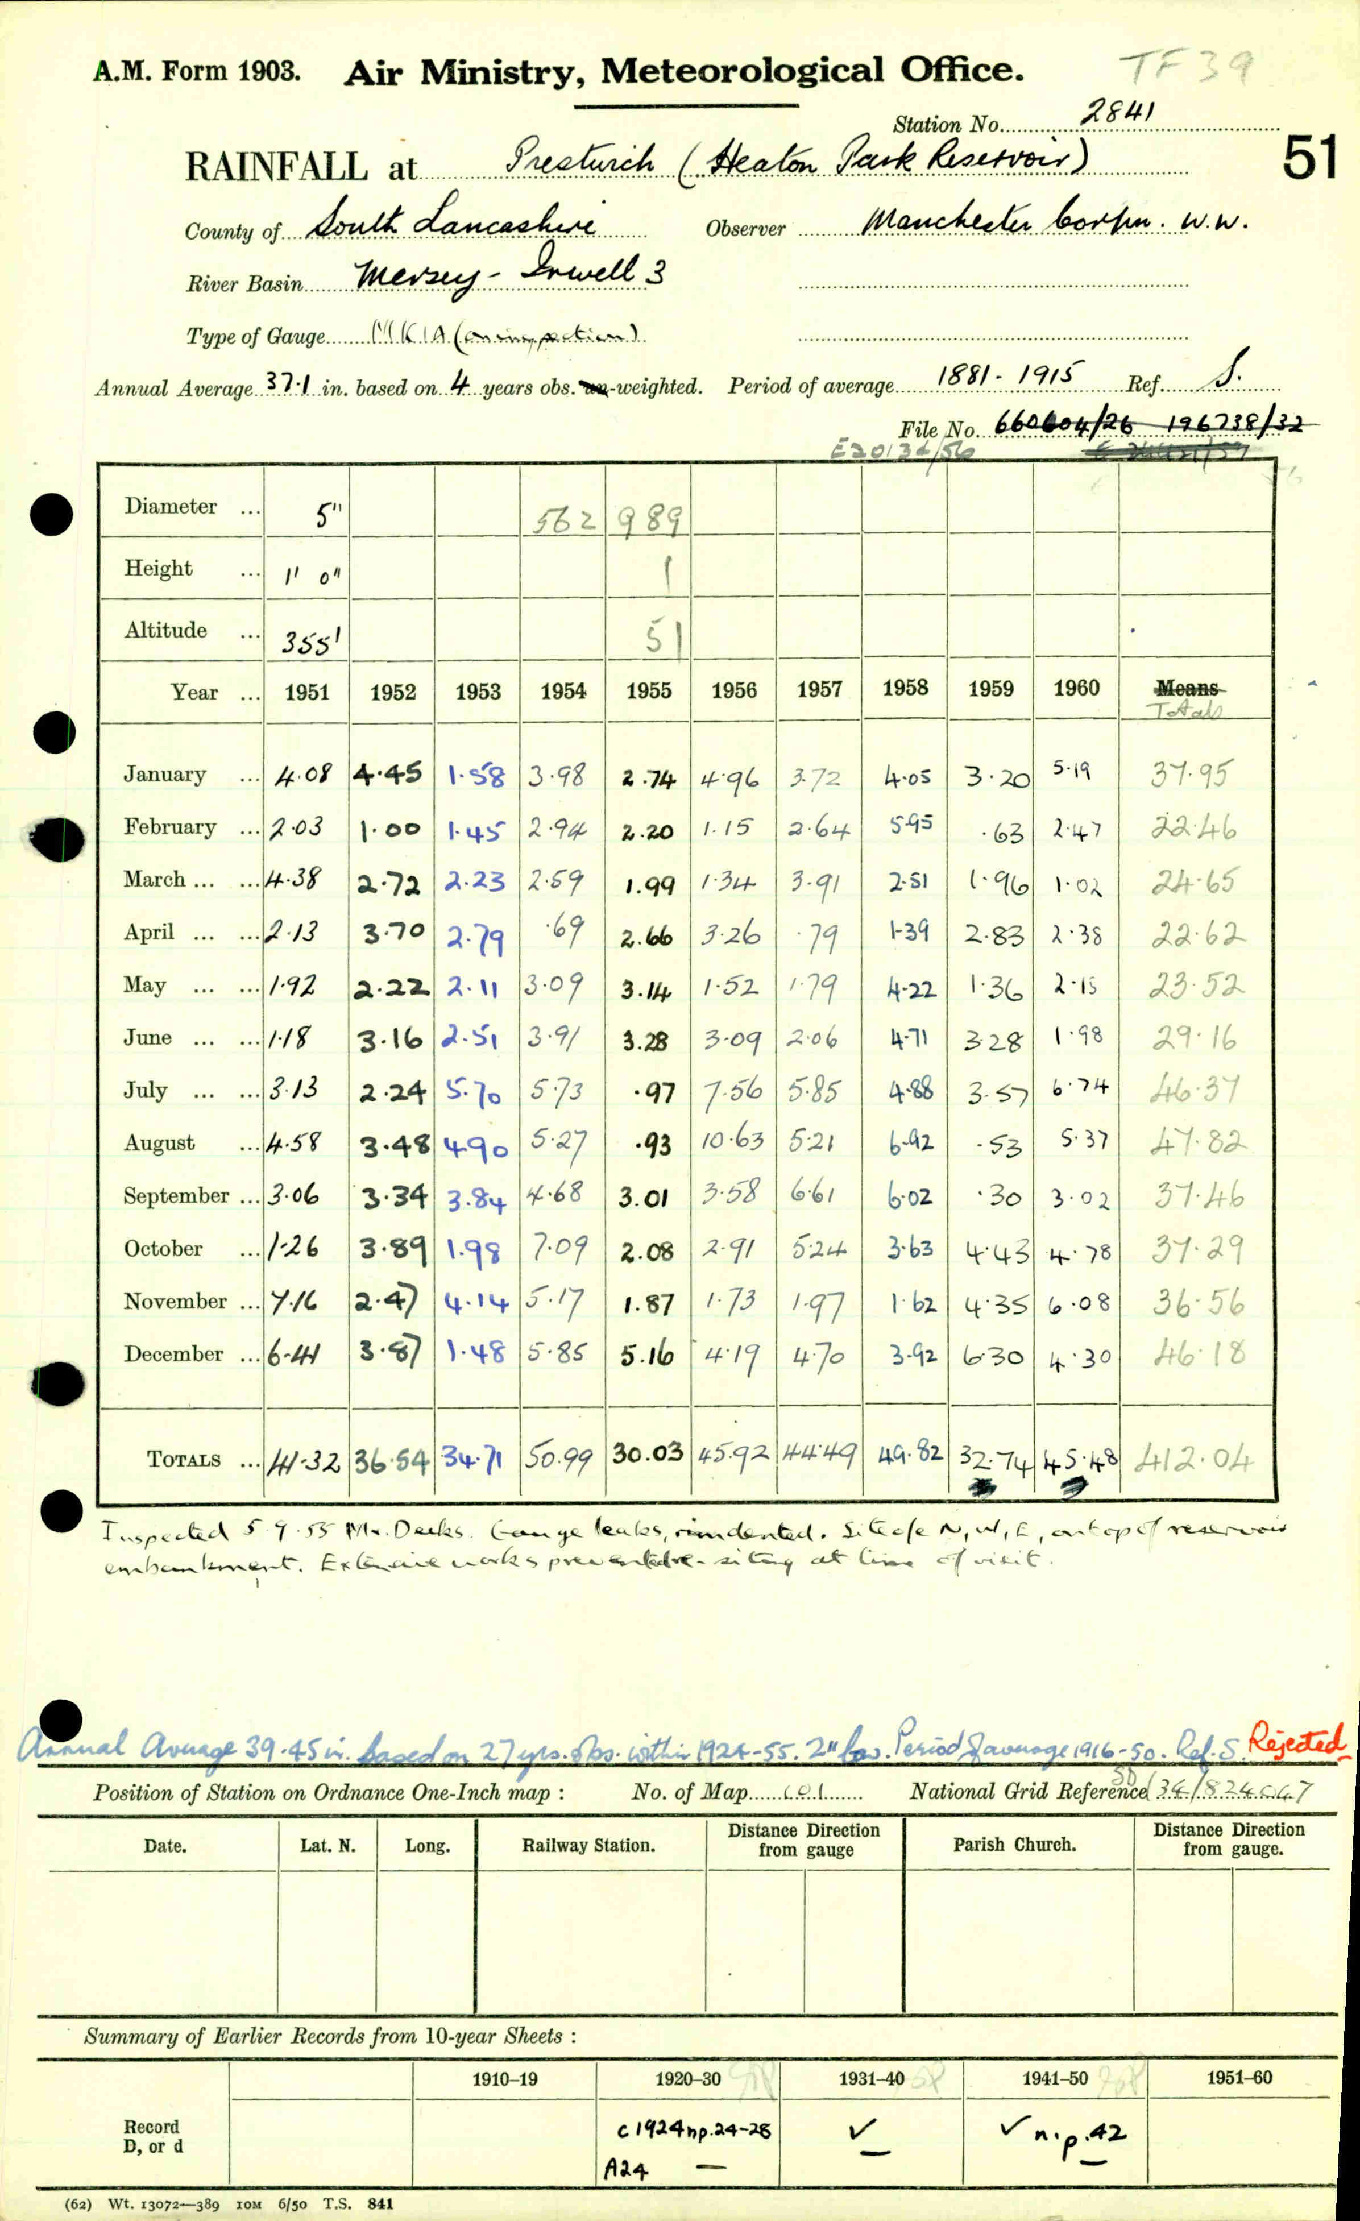 A.M. Form 1903. Air Ministry, Meteorological Office. TF 39
Station No. 2841
RAINFALL at Prestwich (Heaton Park Reservoir) 51
County of South Lancashire Observer Manchester Corpn. W.W.
River Basin Mersey - Irwell 3
Type of Gauge MK IA (on inspection)
Annual Average 37.1 in. based on 4 years obs. un-weighted. Period of average 1881 - 1915 Ref. S.
File No. 660604/26 196738/32
Diameter ... 5" 562 989
Height ... 1' 0" 1
Altitude ... 355' 51
Year ... 1951 1952 1953 1954 1955 1956 1957 1958 1959 1960 Means
Totals
January ... 4.08 4.45 1.58 3.98 2.74 4.96 3.72 4.05 3.20 5.19 37.95
February ... 2.03 1.00 1.45 2.94 2.20 1.15 2.64 5.95 .63 2.47 22.46
March ... ... 4.38 2.72 2.23 2.59 1.99 1.34 3.91 2.51 1.96 1.02 24.65
April ... ... 2.13 3.70 2.79 .69 2.66 3.26 .79 1.39 2.83 2.38 22.62
May ... ... 1.92 2.22 2.11 3.09 3.14 1.52 1.79 4.22 1.36 2.15 23.52
June ... ... 1.18 3.16 2.51 3.91 3.28 3.09 2.06 4.71 3.28 1.98 29.16
July ... ... 3.13 2.24 5.70 5.73 .97 7.56 5.85 4.88 3.57 6.74 46.37
August ... 4.58 3.48 4.90 5.27 .93 10.63 5.21 6.92 .53 5.37 47.82
September ... 3.06 3.34 3.84 4.68 3.01 3.58 6.61 6.02 .30 3.02 37.46
October ... 1.26 3.89 1.98 7.09 2.08 2.91 5.24 3.63 4.43 4.78 37.29
November ... 7.16 2.47 4.14 5.17 1.87 1.73 1.97 1.62 4.35 6.08 36.56
December ... 6.41 3.87 1.48 5.85 5.16 4.19 4.70 3.92 6.30 4.30 46.18
TOTALS ... 41.32 36.54 34.71 50.99 30.03 45.92 44.49 49.82 32.74 45.48 412.04
Inspected 5.9.55 Mr. Deeks. Gauge leaks, rim dented. Site o/e N, W, E, on top of reservoir
embankment. Extensive works prevented re-siting at time of visit.
Annual Average 39.45 in. based on 27 yrs. obs. within 1924-55. 2" low. Period of average 1916-50. Ref. S. Rejected
Position of Station on Ordnance One-Inch map : No. of Map 101 National Grid Reference SD 34/824047
Date. Lat. N. Long. Railway Station. Distance from gauge Direction Parish Church. Distance from gauge. Direction
Summary of Earlier Records from 10-year Sheets :
1910–19 1920–30 1931–40 1941–50 1951–60
Record D, or d c1924 np.24-28 ✓ ✓ n.p.42
A24 —
(62) Wt. 13072—389 10M 6/50 T.S. 841